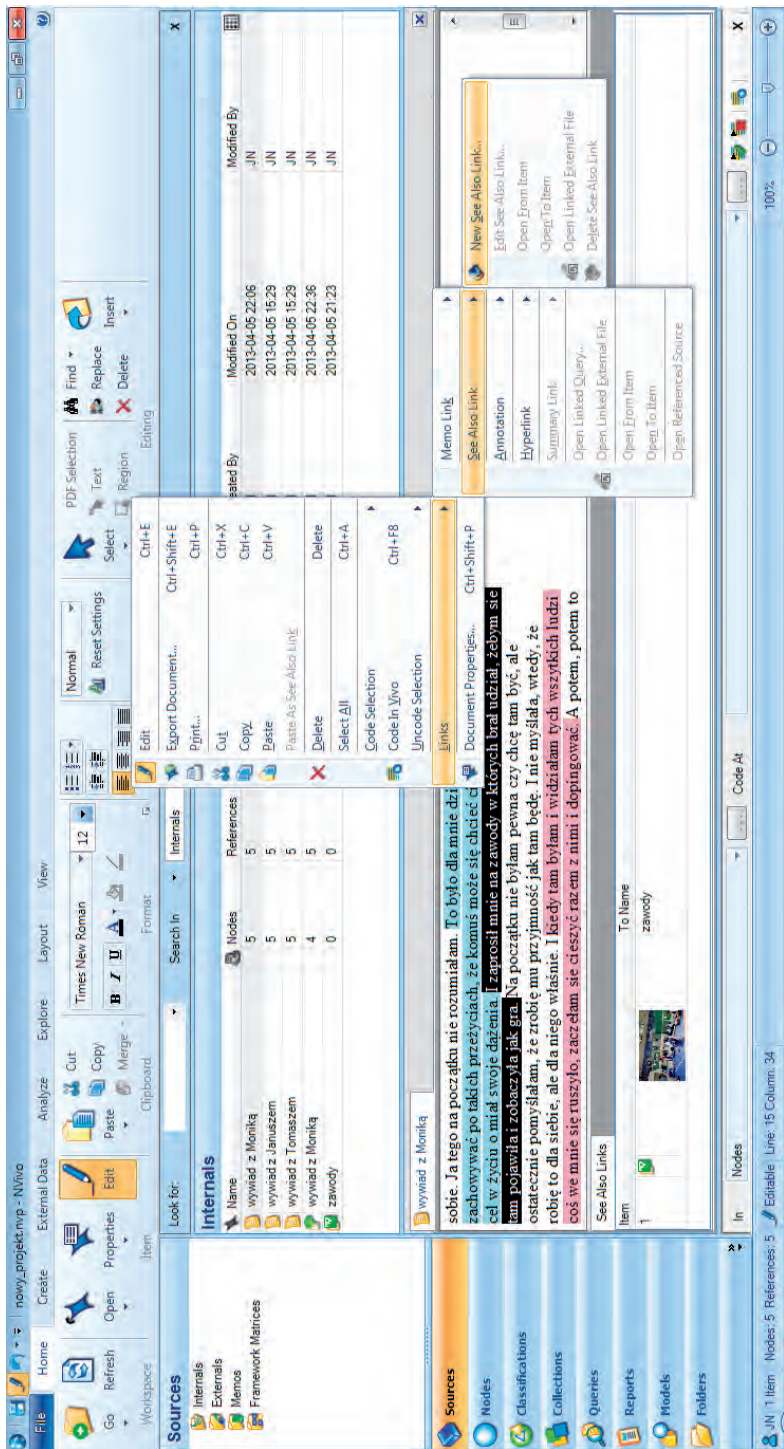 nowy_projekt.nvp - NVivo
File Home Create External Data Analyze Explore Layout View
Go Refresh Open Properties Edit Paste Cut Copy Merge
Times New Roman 12
B I U A
Normal
Reset Settings
Select
PDF Selection
Text
Region
Find
Replace
Delete
Insert
Workspace Item Clipboard Format Editing
Look for: Search In Internals
Sources
Internals
Externals
Memos
Framework Matrices
Sources
Nodes
Classifications
Collections
Queries
Reports
Models
Folders
Internals
Name Nodes References eated By Modified On Modified By
wywiad z Moniką 5 5 2013-04-05 22:06 JN
wywiad z Januszem 5 5 2013-04-05 15:29 JN
wywiad z Tomaszem 5 5 2013-04-05 15:29 JN
wywiad z Moniką 4 5 2013-04-05 22:36 JN
zawody 0 0 2013-04-05 21:23 JN
wywiad z Moniką
sobie. Ja tego na początku nie rozumiałam. To było dla mnie dzi
zachowywać po takich przeżyciach, że komuś może się chcieć c
cel w życiu o miał swoje dążenia. I zaprosił mnie na zawody w których brał udział, żebym sie
tam pojawiła i zobaczyła jak gra. Na początku nie byłam pewna czy chcę tam być, ale
ostatecznie pomyślałam, że zrobię mu przyjmność jak tam będę. I nie myślała, wtedy, że
robię to dla siebie, ale dla niego właśnie. I kiedy tam byłam i widziałam tych wszytkich ludzi
coś we mnie się ruszyło, zaczełam sie cieszyć razem z nimi i dopingować. A potem, potem to
Edit Ctrl+E
Export Document... Ctrl+Shift+E
Print... Ctrl+P
Cut Ctrl+X
Copy Ctrl+C
Paste Ctrl+V
Paste As See Also Link
Delete Delete
Select All Ctrl+A
Code Selection
Code In Vivo Ctrl+F8
Uncode Selection
Links
Document Properties... Ctrl+Shift+P
Memo Link
See Also Link
Annotation
Hyperlink
Summary Link
Open Linked Query...
Open Linked External File
Open From Item
Open To Item
Open Referenced Source
New See Also Link...
Edit See Also Link...
Open From Item
Open To Item
Open Linked External File
Delete See Also Link
See Also Links
Item To Name
1 zawody
In Nodes Code At
JN 1 Item Nodes: 5 References: 5 Editable Line: 15 Column: 34 100%